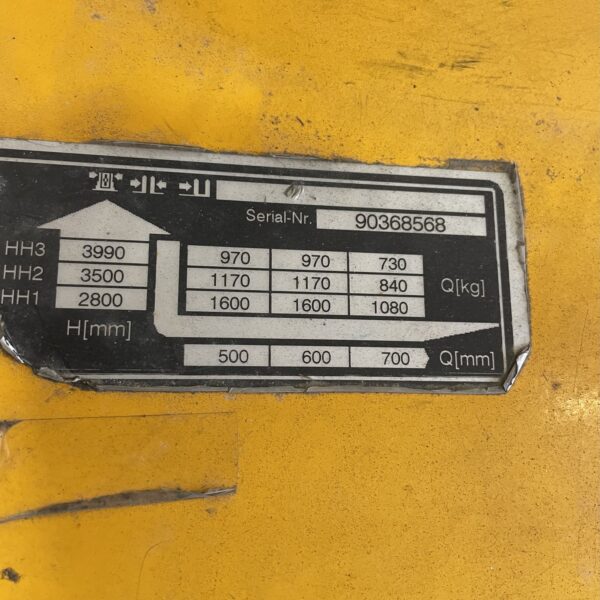 Serial-Nr. 90368568
HH3 3990 970 970 730
HH2 3500 1170 1170 840 Q[kg]
HH1 2800 1600 1600 1080
H[mm]
500 600 700 Q[mm]